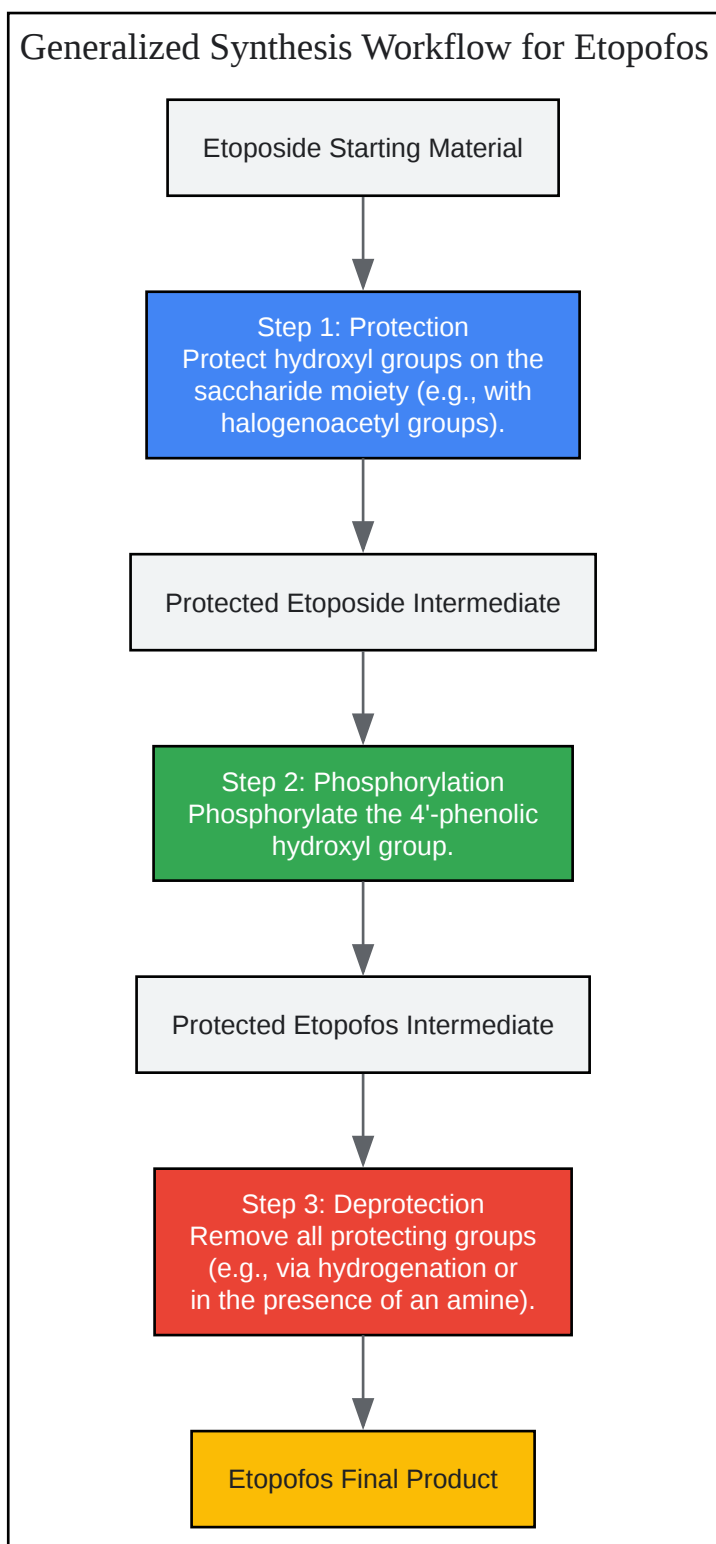 Generalized Synthesis Workflow for Etopofos
Etoposide Starting Material
Step 1: Protection
Protect hydroxyl groups on the
saccharide moiety (e.g., with
halogenoacetyl groups).
Protected Etoposide Intermediate
Step 2: Phosphorylation
Phosphorylate the 4'-phenolic
hydroxyl group.
Protected Etopofos Intermediate
Step 3: Deprotection
Remove all protecting groups
(e.g., via hydrogenation or
in the presence of an amine).
Etopofos Final Product